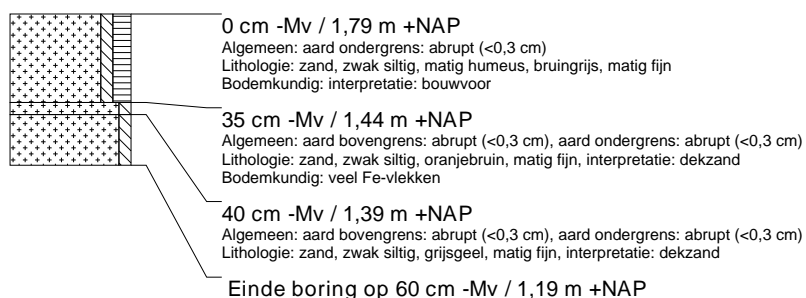 0 cm -Mv / 1,79 m +NAP
Algemeen: aard ondergrens: abrupt (<0,3 cm)
Lithologie: zand, zwak siltig, matig humeus, bruingrijs, matig fijn
Bodemkundig: interpretatie: bouwvoor
35 cm -Mv / 1,44 m +NAP
Algemeen: aard bovengrens: abrupt (<0,3 cm), aard ondergrens: abrupt (<0,3 cm)
Lithologie: zand, zwak siltig, oranjebruin, matig fijn, interpretatie: dekzand
Bodemkundig: veel Fe-vlekken
40 cm -Mv / 1,39 m +NAP
Algemeen: aard bovengrens: abrupt (<0,3 cm), aard ondergrens: abrupt (<0,3 cm)
Lithologie: zand, zwak siltig, grijsgeel, matig fijn, interpretatie: dekzand
Einde boring op 60 cm -Mv / 1,19 m +NAP